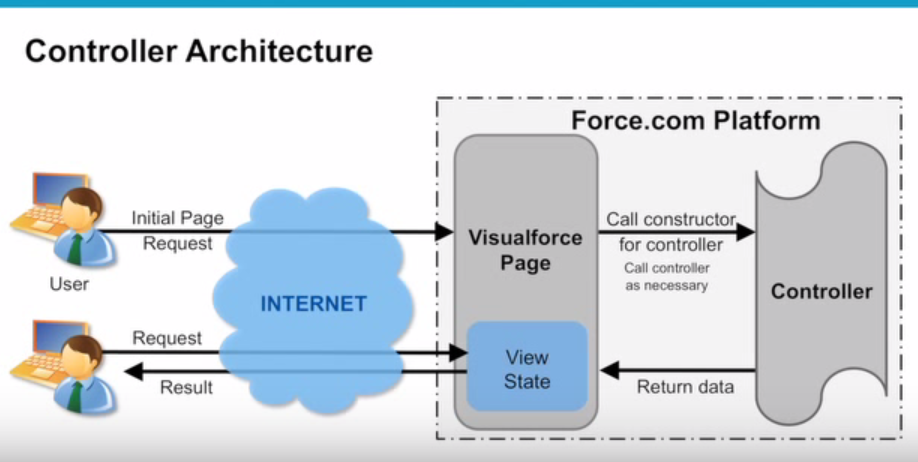 Controller Architecture
Force.com Platform
Initial Page
Request
User
INTERNET
Visualforce
Page
Call constructor
for controller
Call controller
as necessary
Controller
Request
Result
View
State
Return data